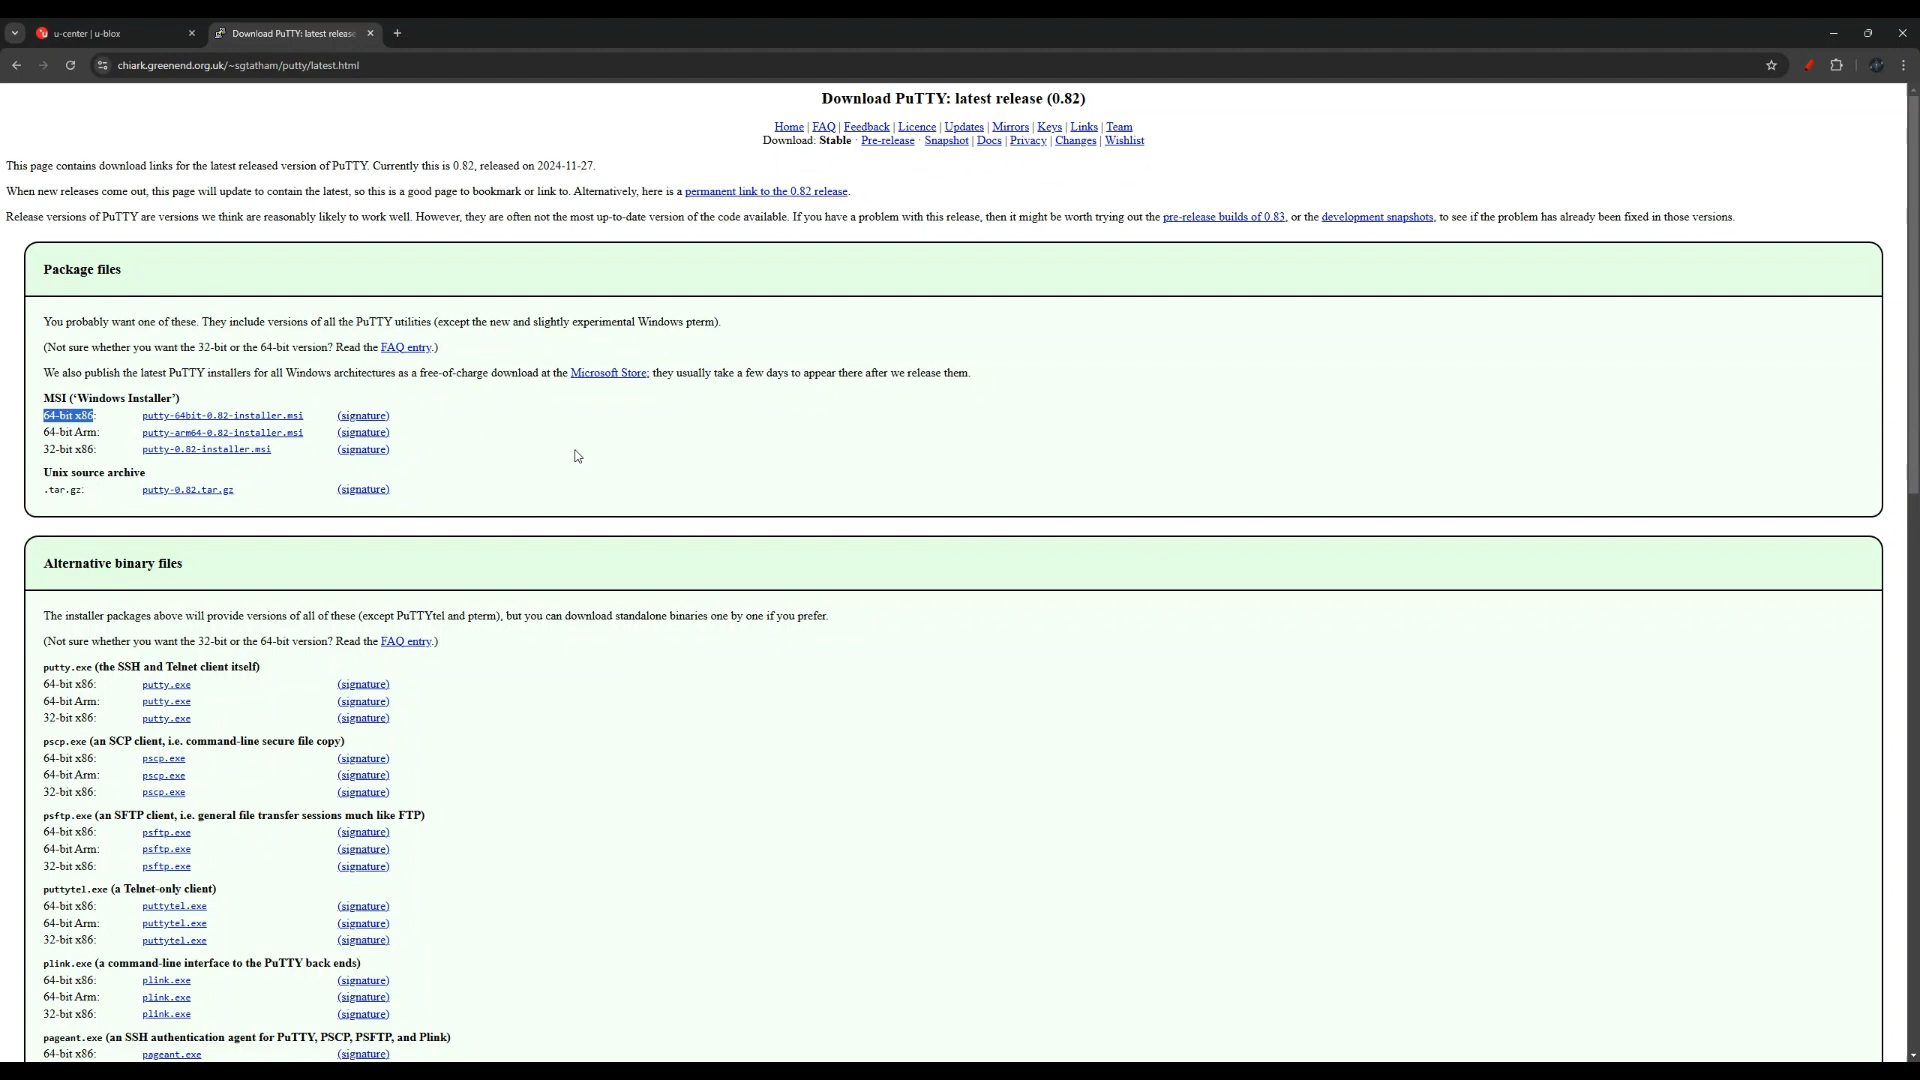 u-center | u-blox
Download PuTTY: latest release
chiark.greenend.org.uk/~sgtatham/putty/latest.html
Download PuTTY: latest release (0.82)
Home | FAQ | Feedback | Licence | Updates | Mirrors | Keys | Links | Team
Download: Stable · Pre-release · Snapshot | Docs | Privacy | Changes | Wishlist
This page contains download links for the latest released version of PuTTY. Currently this is 0.82, released on 2024-11-27.
When new releases come out, this page will update to contain the latest, so this is a good page to bookmark or link to. Alternatively, here is a permanent link to the 0.82 release.
Release versions of PuTTY are versions we think are reasonably likely to work well. However, they are often not the most up-to-date version of the code available. If you have a problem with this release, then it might be worth trying out the pre-release builds of 0.83, or the development snapshots, to see if the problem has already been fixed in those versions.
Package files
You probably want one of these. They include versions of all the PuTTY utilities (except the new and slightly experimental Windows pterm).
(Not sure whether you want the 32-bit or the 64-bit version? Read the FAQ entry.)
We also publish the latest PuTTY installers for all Windows architectures as a free-of-charge download at the Microsoft Store; they usually take a few days to appear there after we release them.
MSI (‘Windows Installer’)
64-bit x86: putty-64bit-0.82-installer.msi (signature)
64-bit Arm: putty-arm64-0.82-installer.msi (signature)
32-bit x86: putty-0.82-installer.msi (signature)
Unix source archive
.tar.gz: putty-0.82.tar.gz (signature)
Alternative binary files
The installer packages above will provide versions of all of these (except PuTTYtel and pterm), but you can download standalone binaries one by one if you prefer.
(Not sure whether you want the 32-bit or the 64-bit version? Read the FAQ entry.)
putty.exe (the SSH and Telnet client itself)
64-bit x86: putty.exe (signature)
64-bit Arm: putty.exe (signature)
32-bit x86: putty.exe (signature)
pscp.exe (an SCP client, i.e. command-line secure file copy)
64-bit x86: pscp.exe (signature)
64-bit Arm: pscp.exe (signature)
32-bit x86: pscp.exe (signature)
psftp.exe (an SFTP client, i.e. general file transfer sessions much like FTP)
64-bit x86: psftp.exe (signature)
64-bit Arm: psftp.exe (signature)
32-bit x86: psftp.exe (signature)
puttytel.exe (a Telnet-only client)
64-bit x86: puttytel.exe (signature)
64-bit Arm: puttytel.exe (signature)
32-bit x86: puttytel.exe (signature)
plink.exe (a command-line interface to the PuTTY back ends)
64-bit x86: plink.exe (signature)
64-bit Arm: plink.exe (signature)
32-bit x86: plink.exe (signature)
pageant.exe (an SSH authentication agent for PuTTY, PSCP, PSFTP, and Plink)
64-bit x86: pageant.exe (signature)